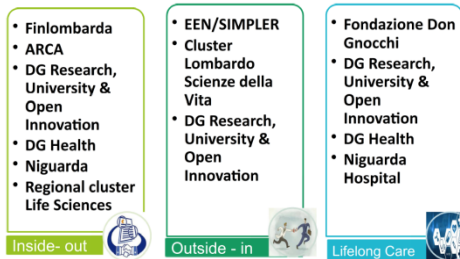 • Finlombarda
• ARCA
• DG Research,
University &
Open
Innovation
• DG Health
• Niguarda
• Regional cluster
Life Sciences
Inside- out
• EEN/SIMPLER
• Cluster
Lombardo
Scienze della
Vita
• DG Research,
University &
Open
Innovation
Outside - in
• Fondazione Don
Gnocchi
• DG Research,
University &
Open
Innovation
• DG Health
• Niguarda
Hospital
Lifelong Care